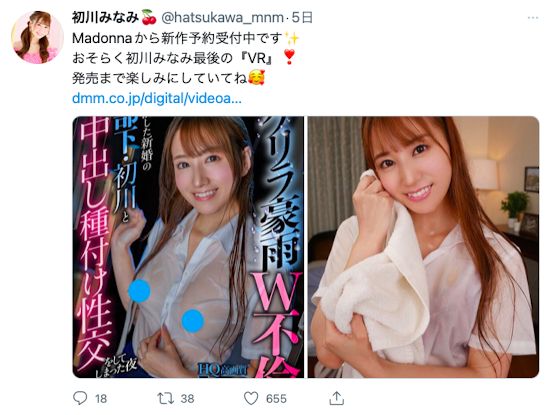 初川みなみ🍒 @hatsukawa_mnm·5日
Madonnaから新作予約受付中です✨
おそらく初川みなみ最後の『VR』❣️
発売まで楽しみにしていてね🥰
dmm.co.jp/digital/videoa...
ゲリラ豪雨
W不倫
した新婚の
部下・初川と
中出し種付け性交
をして
しまった夜
HQ高画質
18
38
655